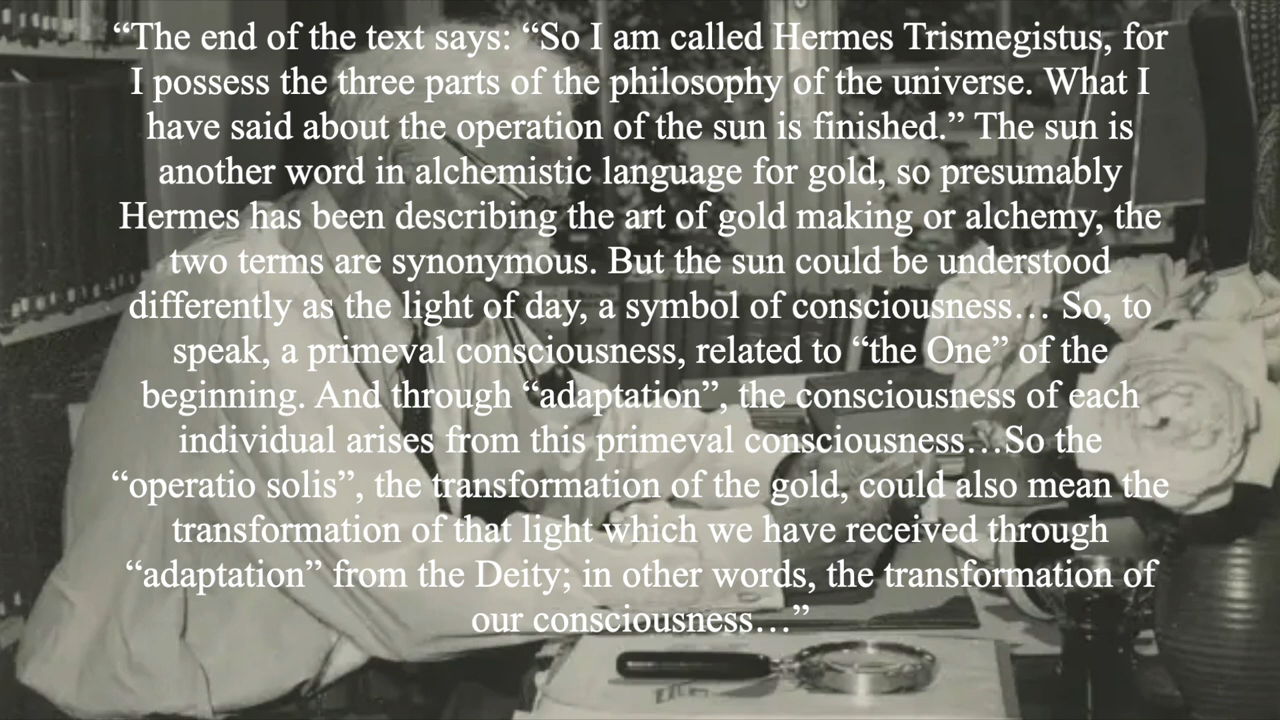 “The end of the text says: “So I am called Hermes Trismegistus, for
I possess the three parts of the philosophy of the universe. What I
have said about the operation of the sun is finished.” The sun is
another word in alchemistic language for gold, so presumably
Hermes has been describing the art of gold making or alchemy, the
two terms are synonymous. But the sun could be understood
differently as the light of day, a symbol of consciousness… So, to
speak, a primeval consciousness, related to “the One” of the
beginning. And through “adaptation”, the consciousness of each
individual arises from this primeval consciousness…So the
“operatio solis”, the transformation of the gold, could also mean the
transformation of that light which we have received through
“adaptation” from the Deity; in other words, the transformation of
our consciousness…”